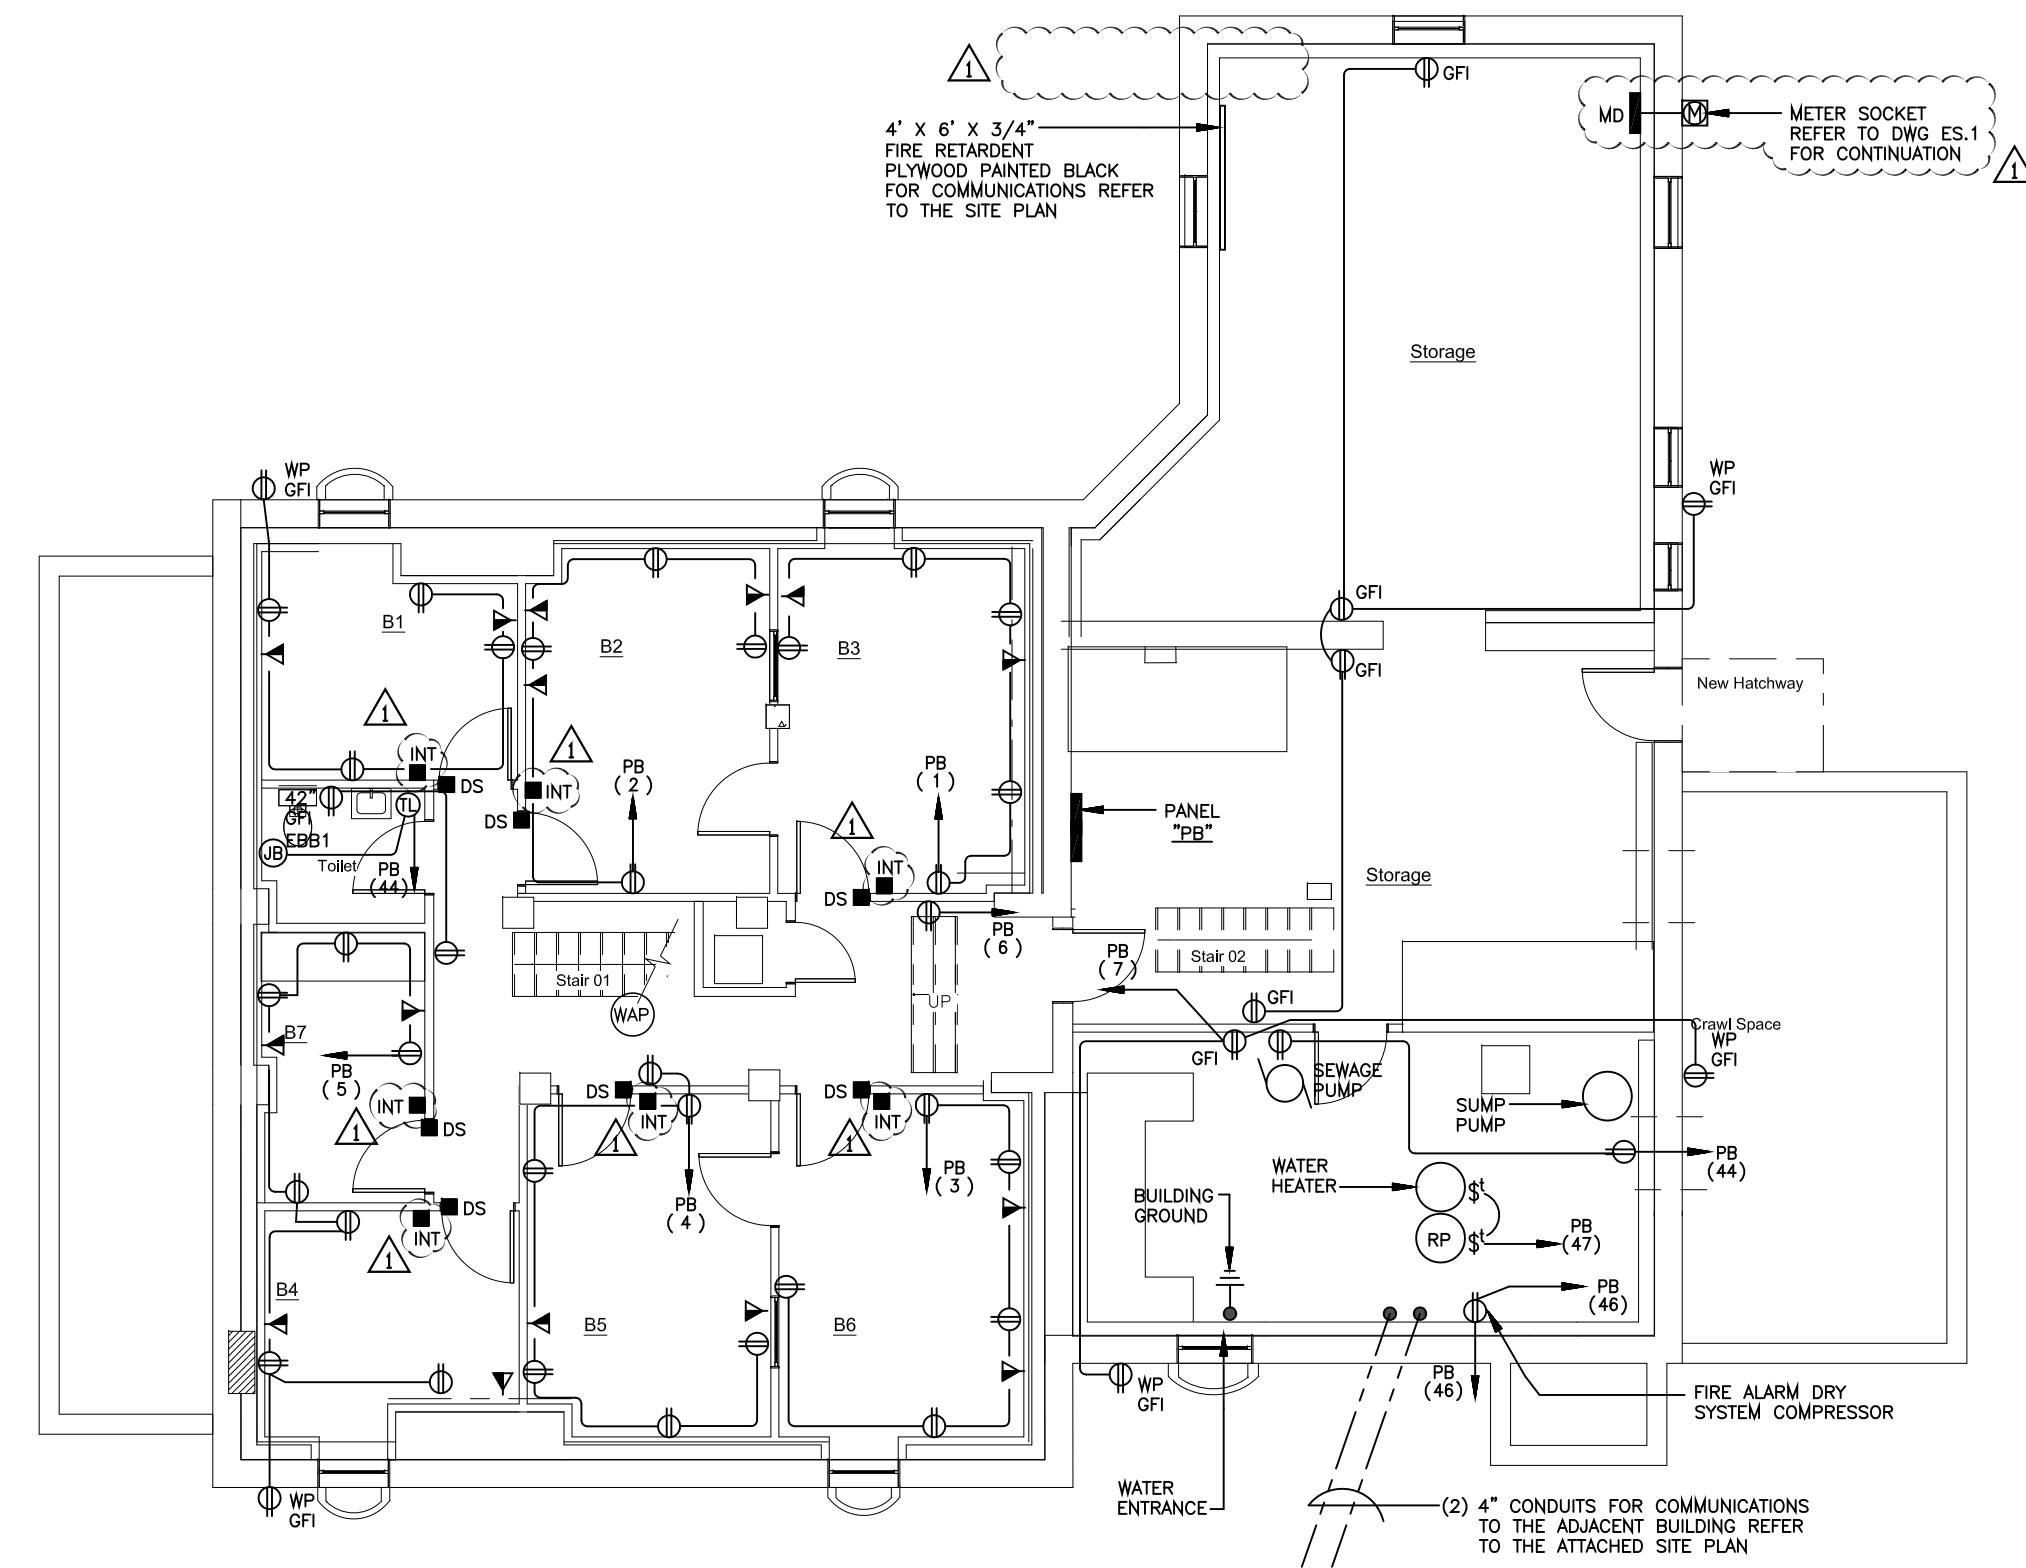 1
4' X 6' X 3/4"
FIRE RETARDENT
PLYWOOD PAINTED BLACK
FOR COMMUNICATIONS REFER
TO THE SITE PLAN
GFI
MD
M
METER SOCKET
REFER TO DWG ES.1
FOR CONTINUATION
1
Storage
WP
GFI
WP
GFI
B1
B2
B3
GFI
GFI
New Hatchway
1
INT
DS
1
INT
DS
PB
(2)
PB
(1)
1
INT
DS
PANEL
"PB"
42"
GFI
EBB1
TL
JB
Toilet
PB
(44)
Storage
PB
(6)
PB
(7)
Stair 01
WAP
UP
Stair 02
GFI
GFI
Crawl Space
WP
GFI
B7
PB
(5)
INT
1
DS
DS
INT
1
DS
INT
1
SEWAGE
PUMP
SUMP
PUMP
PB
(44)
PB
(4)
PB
(3)
WATER
HEATER
$t
RP
$t
PB
(47)
BUILDING
GROUND
DS
INT
1
B4
B5
B6
PB
(46)
PB
(46)
WP
GFI
FIRE ALARM DRY
SYSTEM COMPRESSOR
WP
GFI
WATER
ENTRANCE
(2) 4" CONDUITS FOR COMMUNICATIONS
TO THE ADJACENT BUILDING REFER
TO THE ATTACHED SITE PLAN